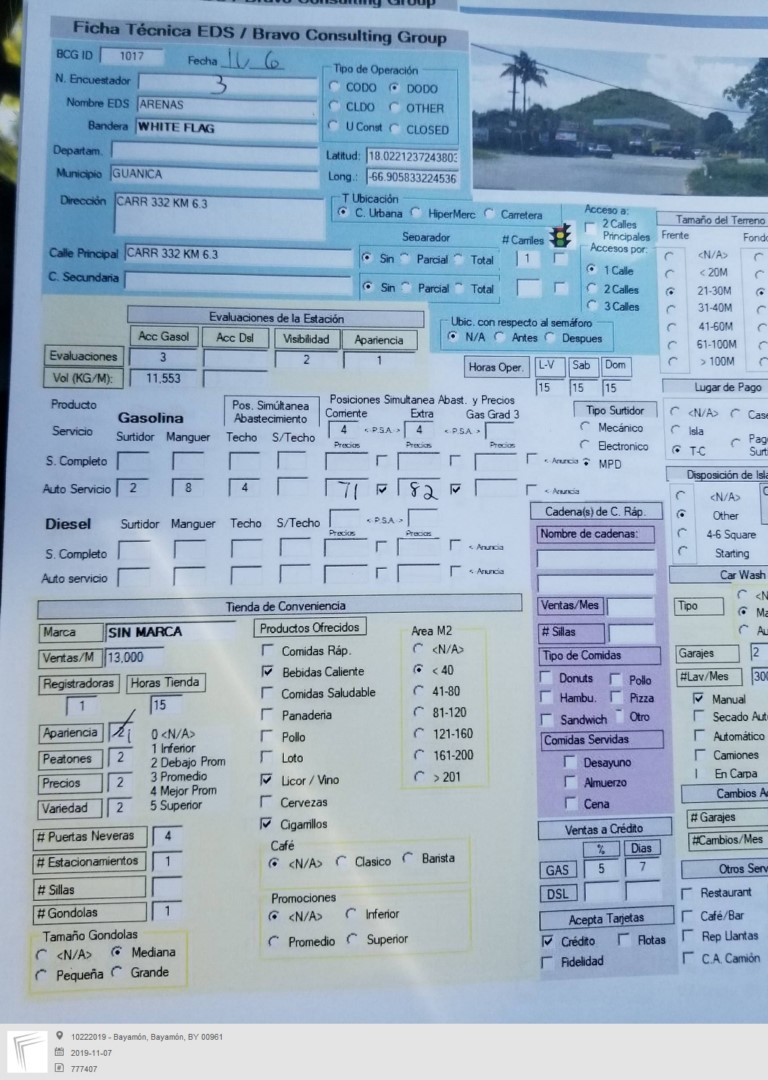 Bravo Consulting Group
Ficha Técnica EDS / Bravo Consulting Group
BCG ID 1017 Fecha 11 6
N. Encuestador 3
Nombre EDS ARENAS
Bandera WHITE FLAG
Departam.
Municipio GUANICA
Dirección CARR 332 KM 6.3
Calle Principal CARR 332 KM 6.3
C. Secundaria
Tipo de Operación
CODO DODO
CLDO OTHER
U Const CLOSED
Latitud: 18.0221237243803
Long.: -66.905833224536
T Ubicación
C. Urbana HiperMerc Carretera
Separador # Carriles
Sin Parcial Total 1
Sin Parcial Total
Acceso a:
2 Calles
Principales
Accesos por:
1 Calle
2 Calles
3 Calles
Ubic. con respecto al semáforo
N/A Antes Despues
Tamaño del Terreno
Frente Fondo
<N/A>
< 20M
21-30M
31-40M
41-60M
61-100M
> 100M
Evaluaciones de la Estación
Acc Gasol Acc Dsl Visibilidad Apariencia
Evaluaciones 3 2 1
Vol (KG/M): 11,553
Horas Oper. L-V Sab Dom
15 15 15
Lugar de Pago
<N/A>
Isla
T-C
Producto
Servicio
Gasolina
Pos. Simúltanea
Abastecimiento
Posiciones Simultanea Abast. y Precios
Corriente Extra Gas Grad 3
4 < P.S.A. > 4 < P.S.A. >
Surtidor Manguer Techo S/Techo Precios Precios Precios
S. Completo < Anuncia
Auto Servicio 2 8 4 71 82 < Anuncia
Tipo Surtidor
Mecánico
Electronico
MPD
Diesel Surtidor Manguer Techo S/Techo < P.S.A. >
Precios Precios
S. Completo < Anuncia
Auto servicio < Anuncia
Disposición de Isla
<N/A>
Other
4-6 Square
Starting
Cadena(s) de C. Ráp.
Nombre de cadenas:
Ventas/Mes
# Sillas
Tipo de Comidas
Donuts Pollo
Hambu. Pizza
Sandwich Otro
Comidas Servidas
Desayuno
Almuerzo
Cena
Car Wash
Tipo
Garajes 2
#Lav/Mes 300
Manual
Secado Aut
Automático
Camiones
En Carpa
Tienda de Conveniencia
Marca SIN MARCA
Ventas/M 13,000
Registradoras Horas Tienda
1 15
Apariencia 2 1
Peatones 2
Precios 2
Variedad 2
0 <N/A>
1 Inferior
2 Debajo Prom
3 Promedio
4 Mejor Prom
5 Superior
# Puertas Neveras 4
# Estacionamientos 1
# Sillas
# Gondolas 1
Tamaño Gondolas
<N/A> Mediana
Pequeña Grande
Productos Ofrecidos
Comidas Ráp.
Bebidas Caliente
Comidas Saludable
Panaderia
Pollo
Loto
Licor / Vino
Cervezas
Cigarrillos
Area M2
<N/A>
< 40
41-80
81-120
121-160
161-200
> 201
Café
<N/A> Clasico Barista
Promociones
<N/A> Inferior
Promedio Superior
Ventas a Crédito
% Dias
GAS 5 7
DSL
Acepta Tarjetas
Crédito Flotas
Fidelidad
# Garajes
#Cambios/Mes
Restaurant
Café/Bar
Rep Llantas
C.A. Camión
10222019 - Bayamón, Bayamón, BY 00961
2019-11-07
777407